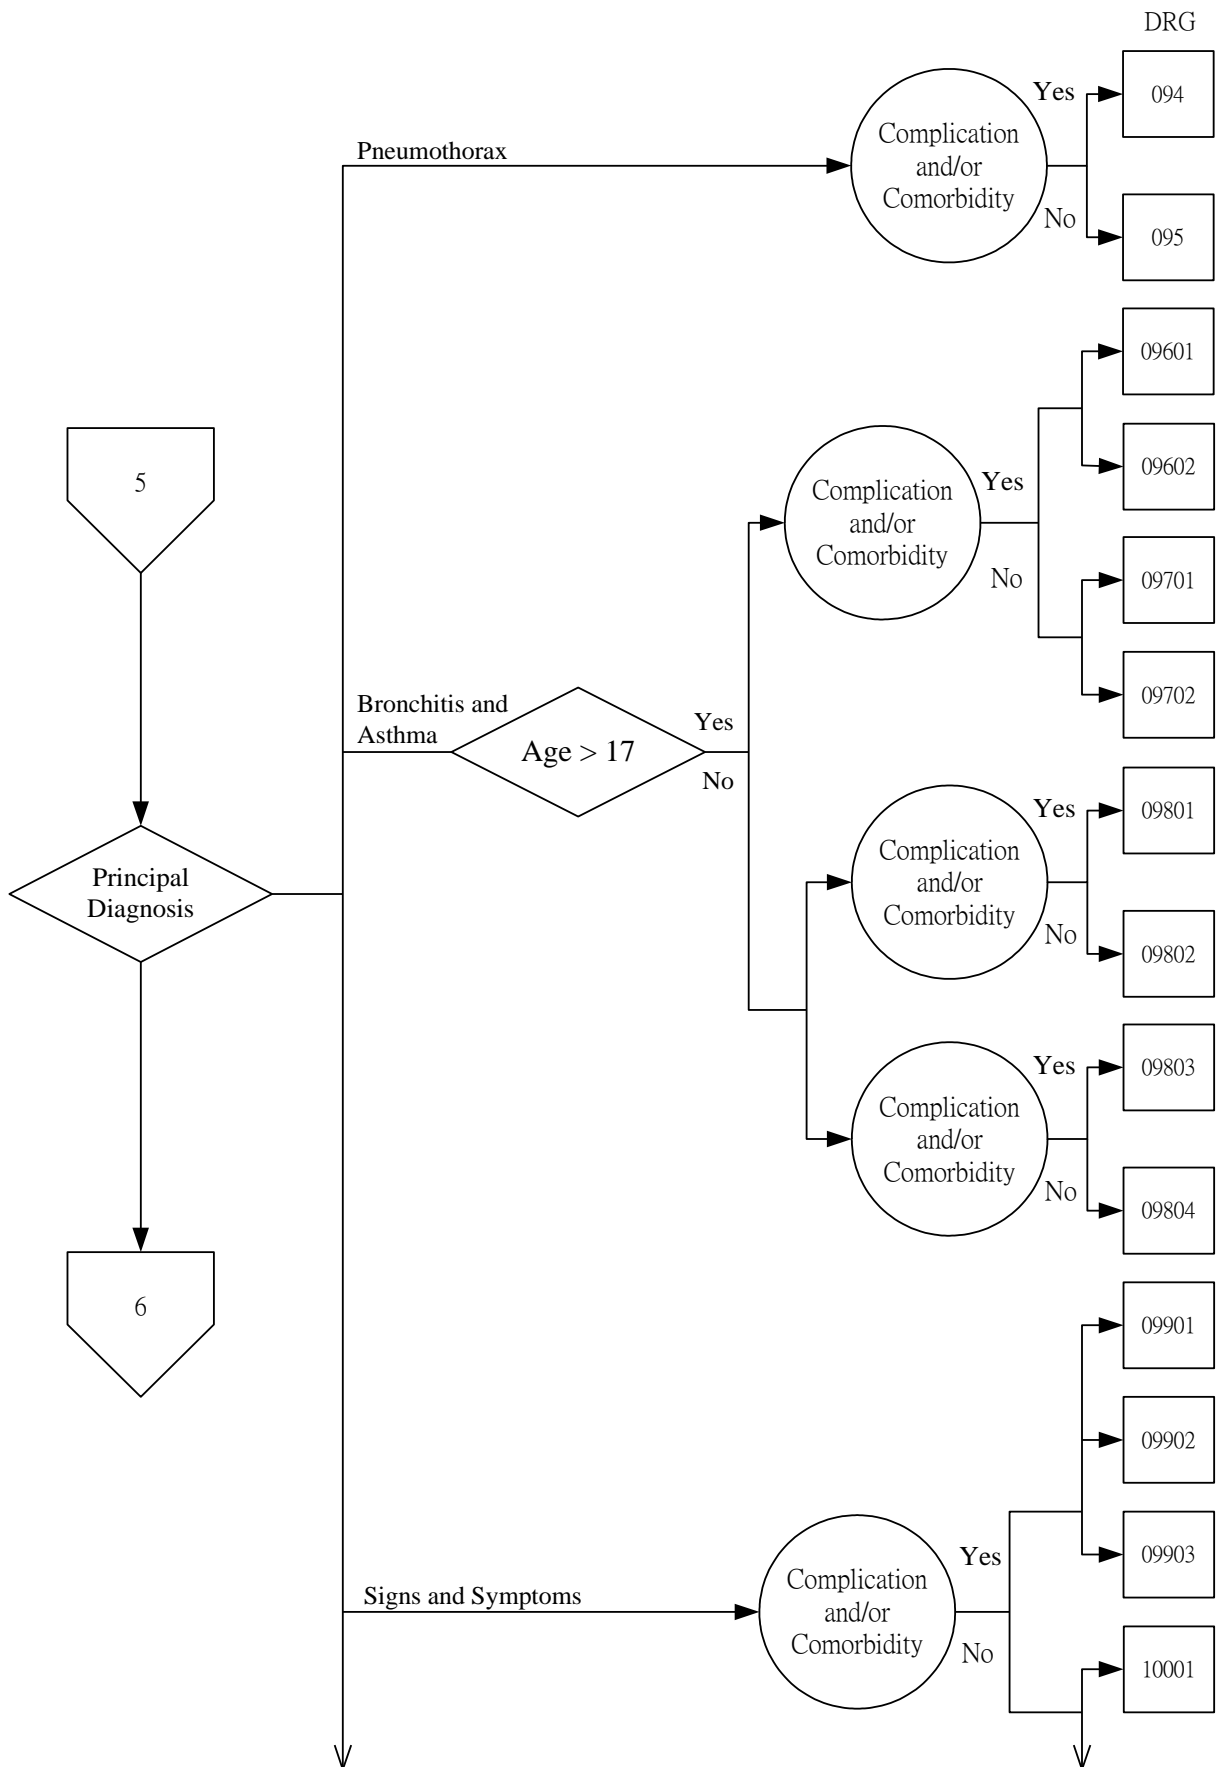 DRG
Pneumothorax
Complication
and/or
Comorbidity
Yes
No
094
095
5
Principal
Diagnosis
6
Bronchitis and
Asthma
Age > 17
Yes
No
Complication
and/or
Comorbidity
Yes
No
09601
09602
09701
09702
Complication
and/or
Comorbidity
Yes
No
09801
09802
Complication
and/or
Comorbidity
Yes
No
09803
09804
Signs and Symptoms
Complication
and/or
Comorbidity
Yes
No
09901
09902
09903
10001